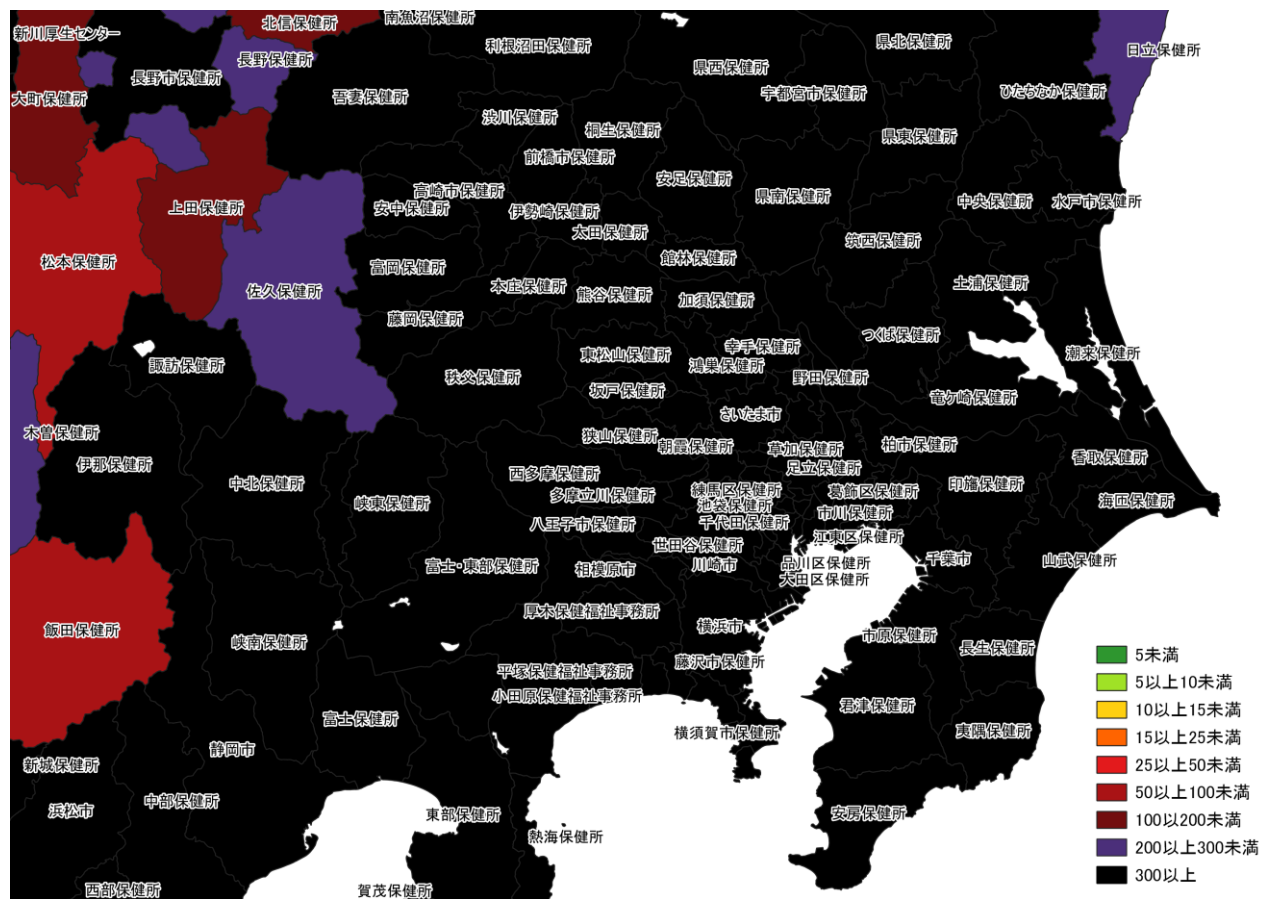 新川厚生センター
北信保健所
南魚沼保健所
利根沼田保健所
県北保健所
日立保健所
長野市保健所
長野保健所
県西保健所
大町保健所
吾妻保健所
宇都宮市保健所
ひたちなか保健所
渋川保健所
桐生保健所
県東保健所
前橋市保健所
安足保健所
高崎市保健所
県南保健所
上田保健所
安中保健所
伊勢崎保健所
中央保健所
水戸市保健所
太田保健所
筑西保健所
松本保健所
富岡保健所
館林保健所
佐久保健所
本庄保健所
熊谷保健所
加須保健所
土浦保健所
藤岡保健所
つくば保健所
諏訪保健所
東松山保健所
幸手保健所
鴻巣保健所
潮来保健所
秩父保健所
坂戸保健所
野田保健所
竜ケ崎保健所
さいたま市
木曽保健所
狭山保健所
朝霞保健所
草加保健所
柏市保健所
伊那保健所
足立保健所
香取保健所
中北保健所
西多摩保健所
印旛保健所
峡東保健所
多摩立川保健所
練馬区保健所
葛飾区保健所
海匝保健所
池袋保健所
市川保健所
八王子市保健所
千代田保健所
江東区保健所
世田谷保健所
富士・東部保健所
相模原市
川崎市
品川区保健所
千葉市
山武保健所
大田区保健所
厚木保健福祉事務所
飯田保健所
峡南保健所
横浜市
市原保健所
長生保健所
藤沢市保健所
平塚保健福祉事務所
小田原保健福祉事務所
君津保健所
富士保健所
横須賀市保健所
夷隅保健所
静岡市
新城保健所
浜松市
中部保健所
東部保健所
安房保健所
熱海保健所
西部保健所
賀茂保健所
5未満
5以上10未満
10以上15未満
15以上25未満
25以上50未満
50以上100未満
100以200未満
200以上300未満
300以上